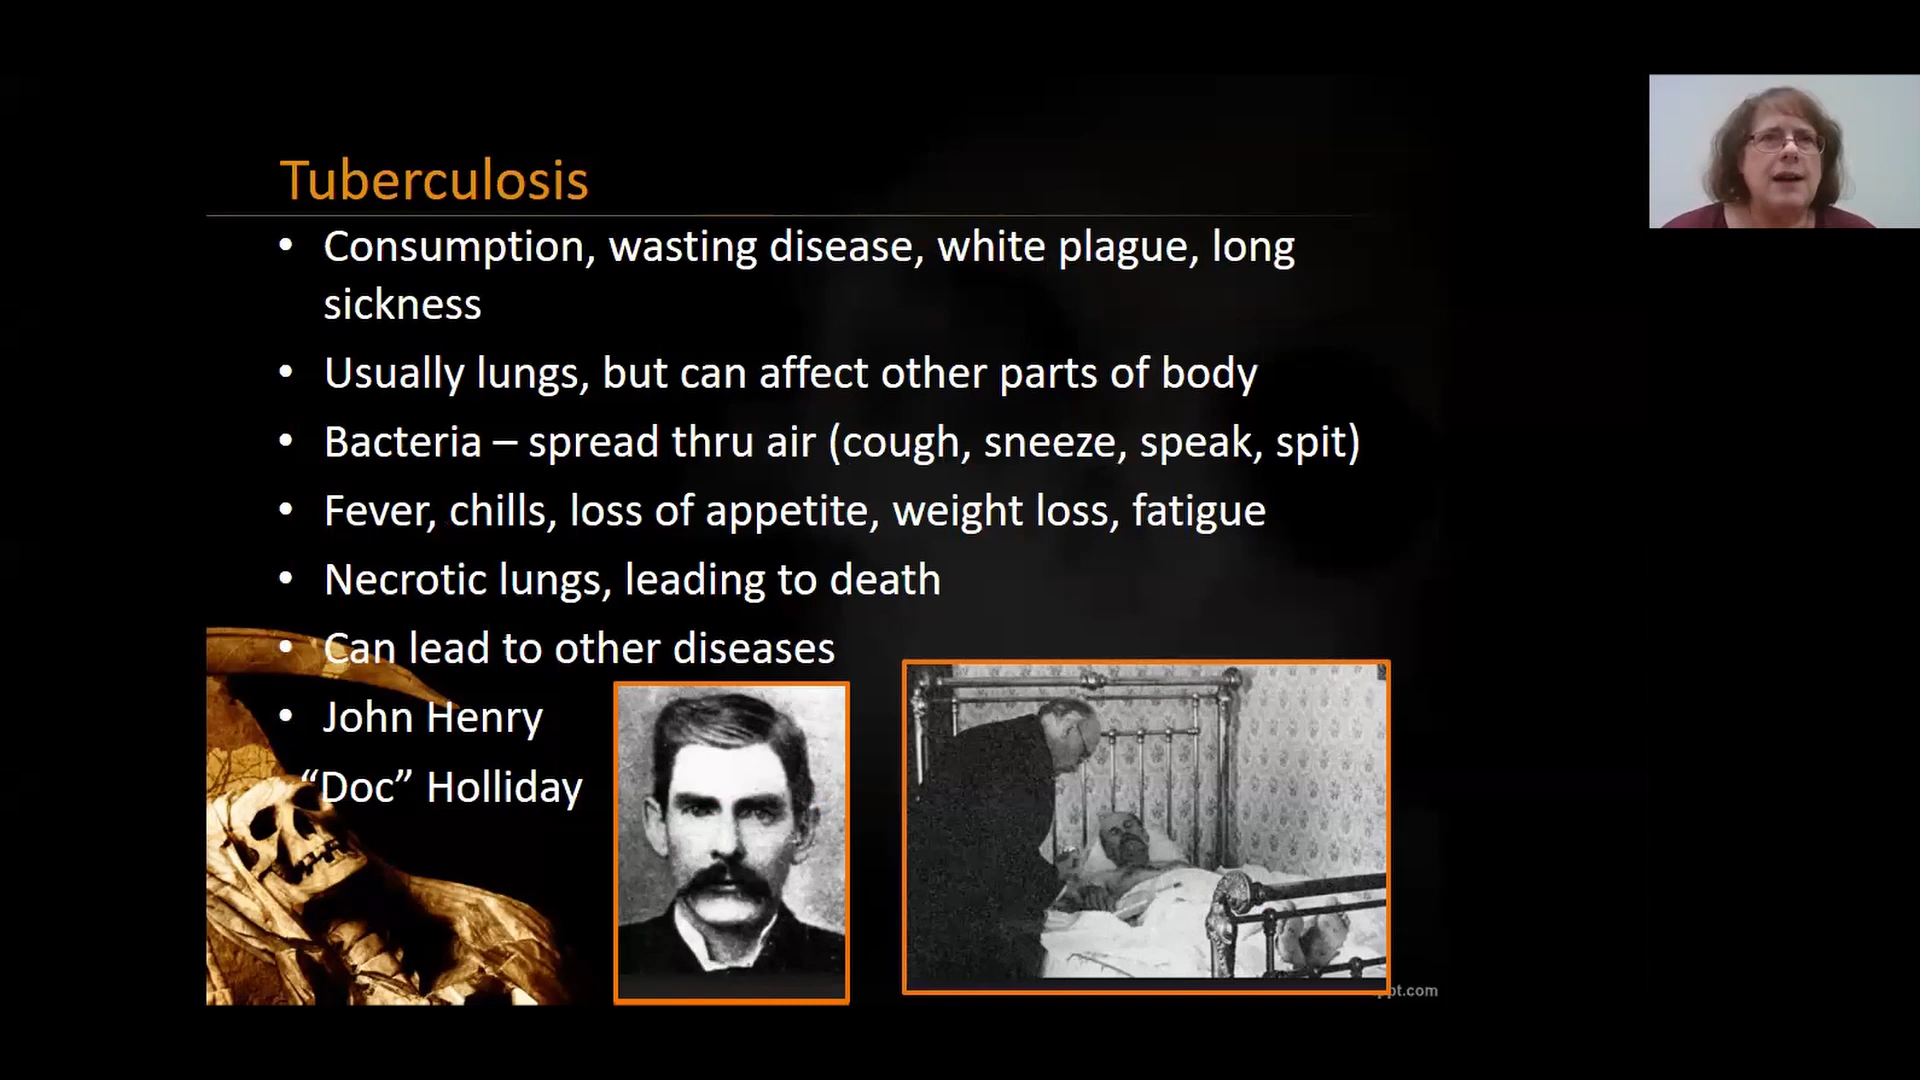 Tuberculosis
• Consumption, wasting disease, white plague, long
sickness
• Usually lungs, but can affect other parts of body
• Bacteria – spread thru air (cough, sneeze, speak, spit)
• Fever, chills, loss of appetite, weight loss, fatigue
• Necrotic lungs, leading to death
• Can lead to other diseases
• John Henry
“Doc” Holliday
ppt.com